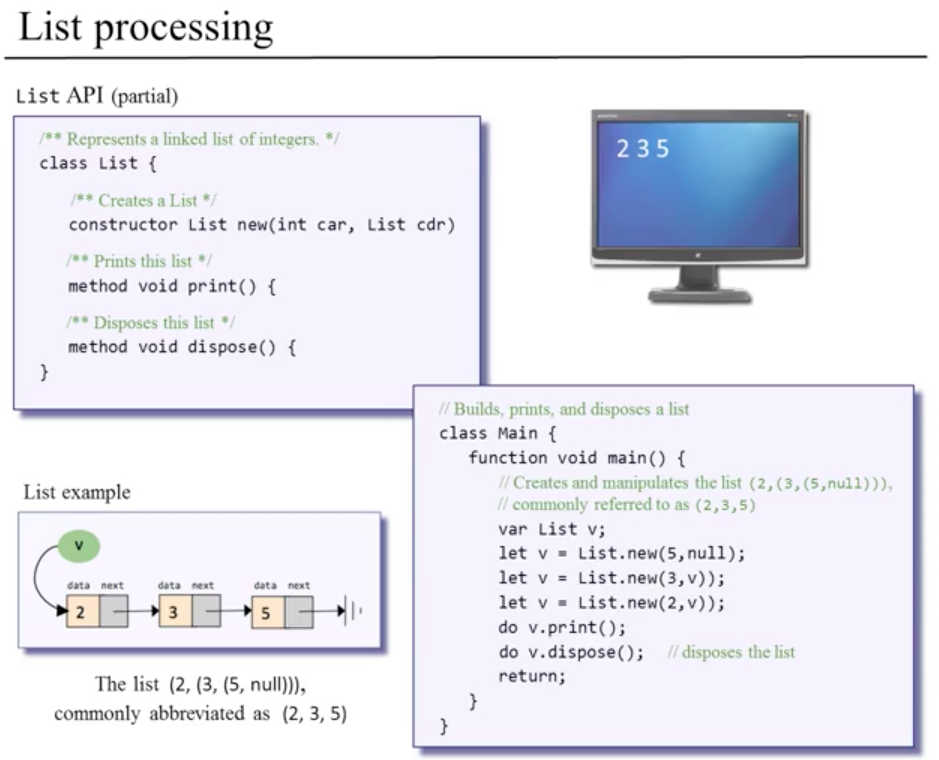 List processing
List API (partial)
/** Represents a linked list of integers. */
class List {
/** Creates a List */
constructor List new(int car, List cdr)
/** Prints this list */
method void print() {
/** Disposes this list */
method void dispose() {
}
2 3 5
// Builds, prints, and disposes a list
class Main {
function void main() {
// Creates and manipulates the list (2,(3,(5,null))),
// commonly referred to as (2,3,5)
var List v;
let v = List.new(5,null);
let v = List.new(3,v));
let v = List.new(2,v));
do v.print();
do v.dispose(); // disposes the list
return;
}
}
List example
v
data next data next data next
2 3 5
The list (2, (3, (5, null))),
commonly abbreviated as (2, 3, 5)